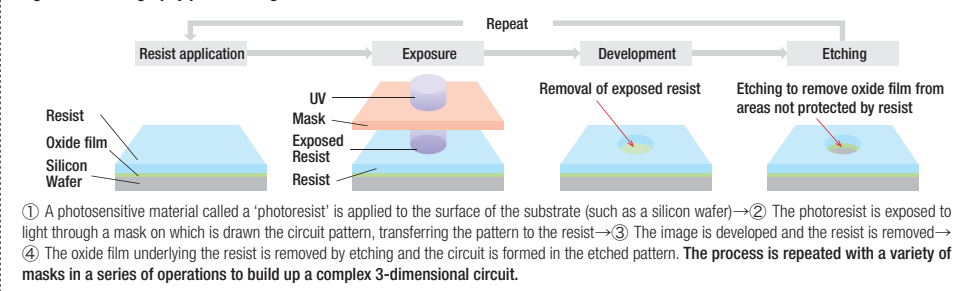 Repeat
Resist application
Exposure
Development
Etching
Resist
Oxide film
Silicon
Wafer
UV
Mask
Exposed
Resist
Resist
Removal of exposed resist
Etching to remove oxide film from
areas not protected by resist
① A photosensitive material called a ‘photoresist’ is applied to the surface of the substrate (such as a silicon wafer)→② The photoresist is exposed to
light through a mask on which is drawn the circuit pattern, transferring the pattern to the resist→③ The image is developed and the resist is removed→
④ The oxide film underlying the resist is removed by etching and the circuit is formed in the etched pattern. The process is repeated with a variety of
masks in a series of operations to build up a complex 3-dimensional circuit.